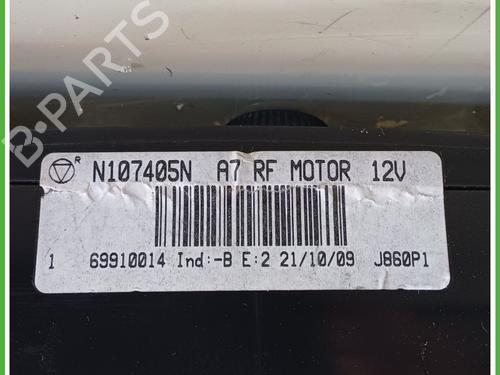 B-PARTS
R N107405N A7 RF MOTOR 12V
1 69910014 Ind:-B E:2 21/10/09 J860P1